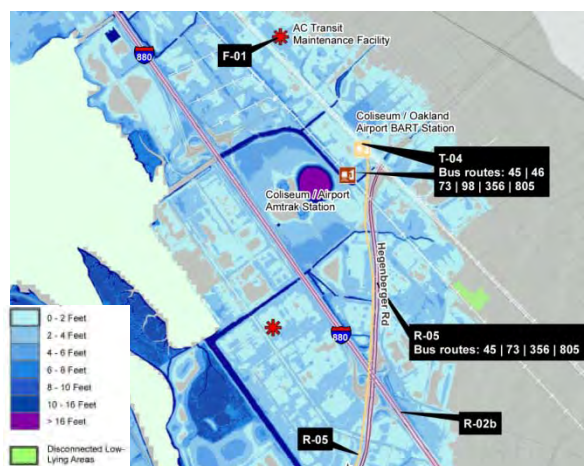 AC Transit
Maintenance Facility
F-01
880
Coliseum / Oakland
Airport BART Station
T-04
Bus routes: 45 | 46
73 | 98 | 356 | 805
Coliseum / Airport
Amtrak Station
Hegenberger Rd
0 - 2 Feet
2 - 4 Feet
4 - 6 Feet
6 - 8 Feet
8 - 10 Feet
10 - 16 Feet
> 16 Feet
Disconnected Low-
Lying Areas
R-05
Bus routes: 45 | 73 | 356 | 805
880
R-02b
R-05